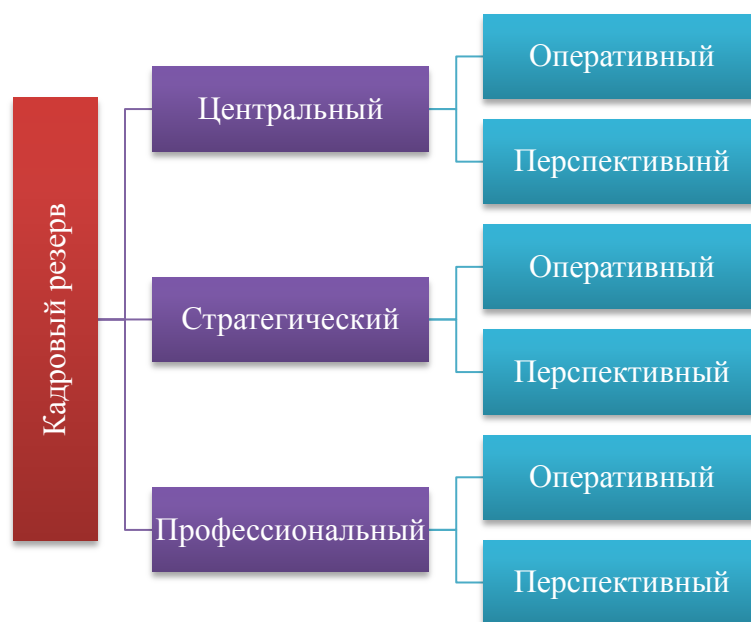 Кадровый резерв
Центральный
Оперативный
Перспективынй
Стратегический
Оперативный
Перспективный
Профессиональный
Оперативный
Перспективный